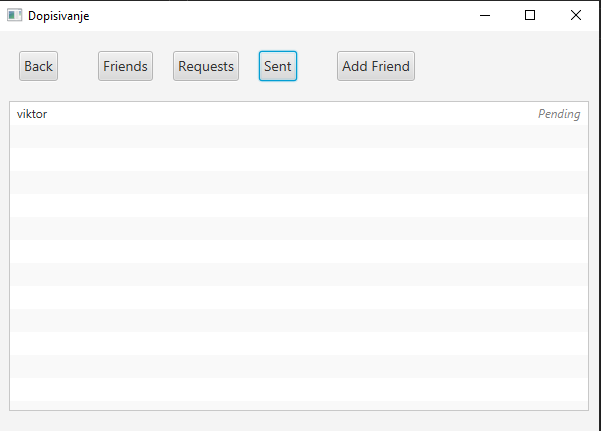 Dopisivanje
Back Friends Requests Sent Add Friend
viktor Pending